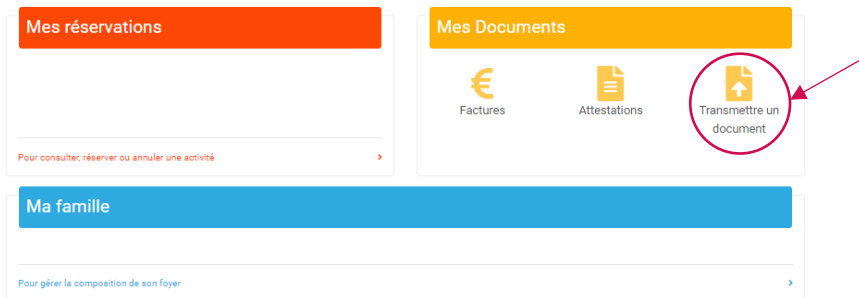 Mes réservations
Pour consulter, réserver ou annuler une activité
Mes Documents
€
Factures
Attestations
Transmettre un
document
Ma famille
Pour gérer la composition de son foyer